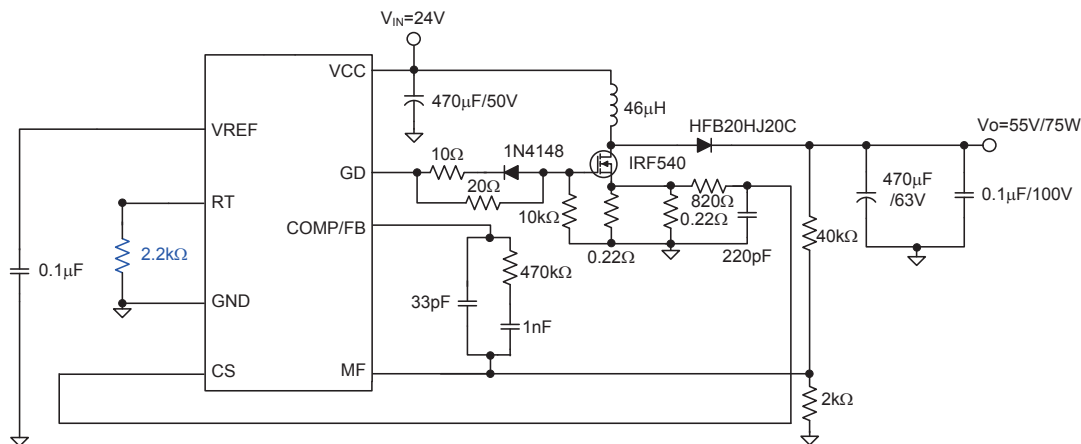 VIN=24V
VCC
470μF/50V
46μH
HFB20HJ20C
Vo=55V/75W
VREF
10Ω
1N4148
IRF540
GD
20Ω
820Ω
470μF
/63V
0.1μF/100V
RT
10kΩ
0.22Ω
COMP/FB
40kΩ
2.2kΩ
0.22Ω
220pF
0.1μF
470kΩ
GND
33pF
1nF
CS
MF
2kΩ